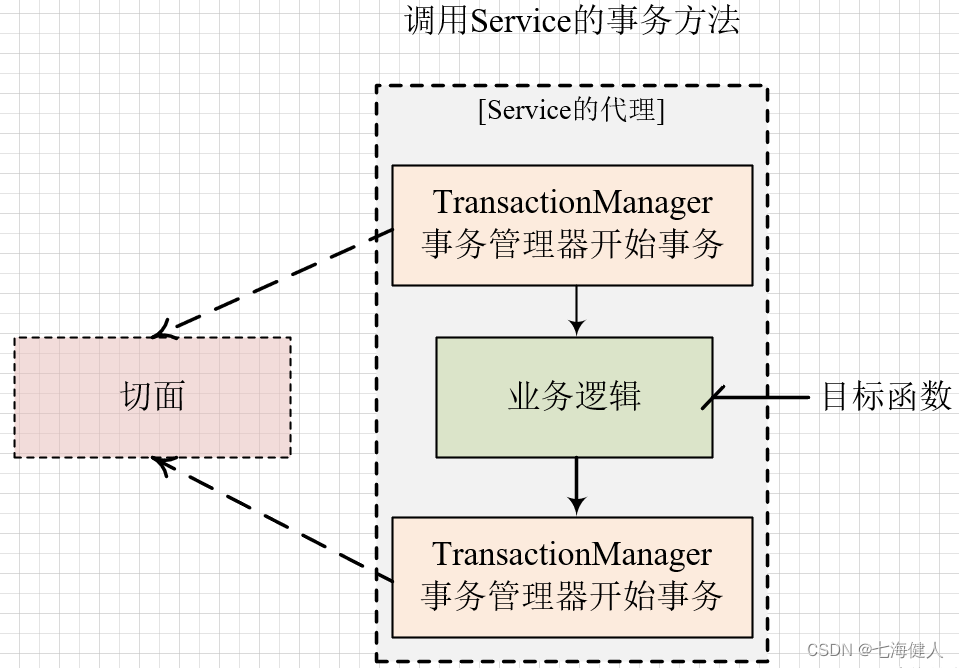 调用Service的事务方法
[Service的代理]
TransactionManager
事务管理器开始事务
切面
业务逻辑
目标函数
TransactionManager
事务管理器开始事务
CSDN @七海健人